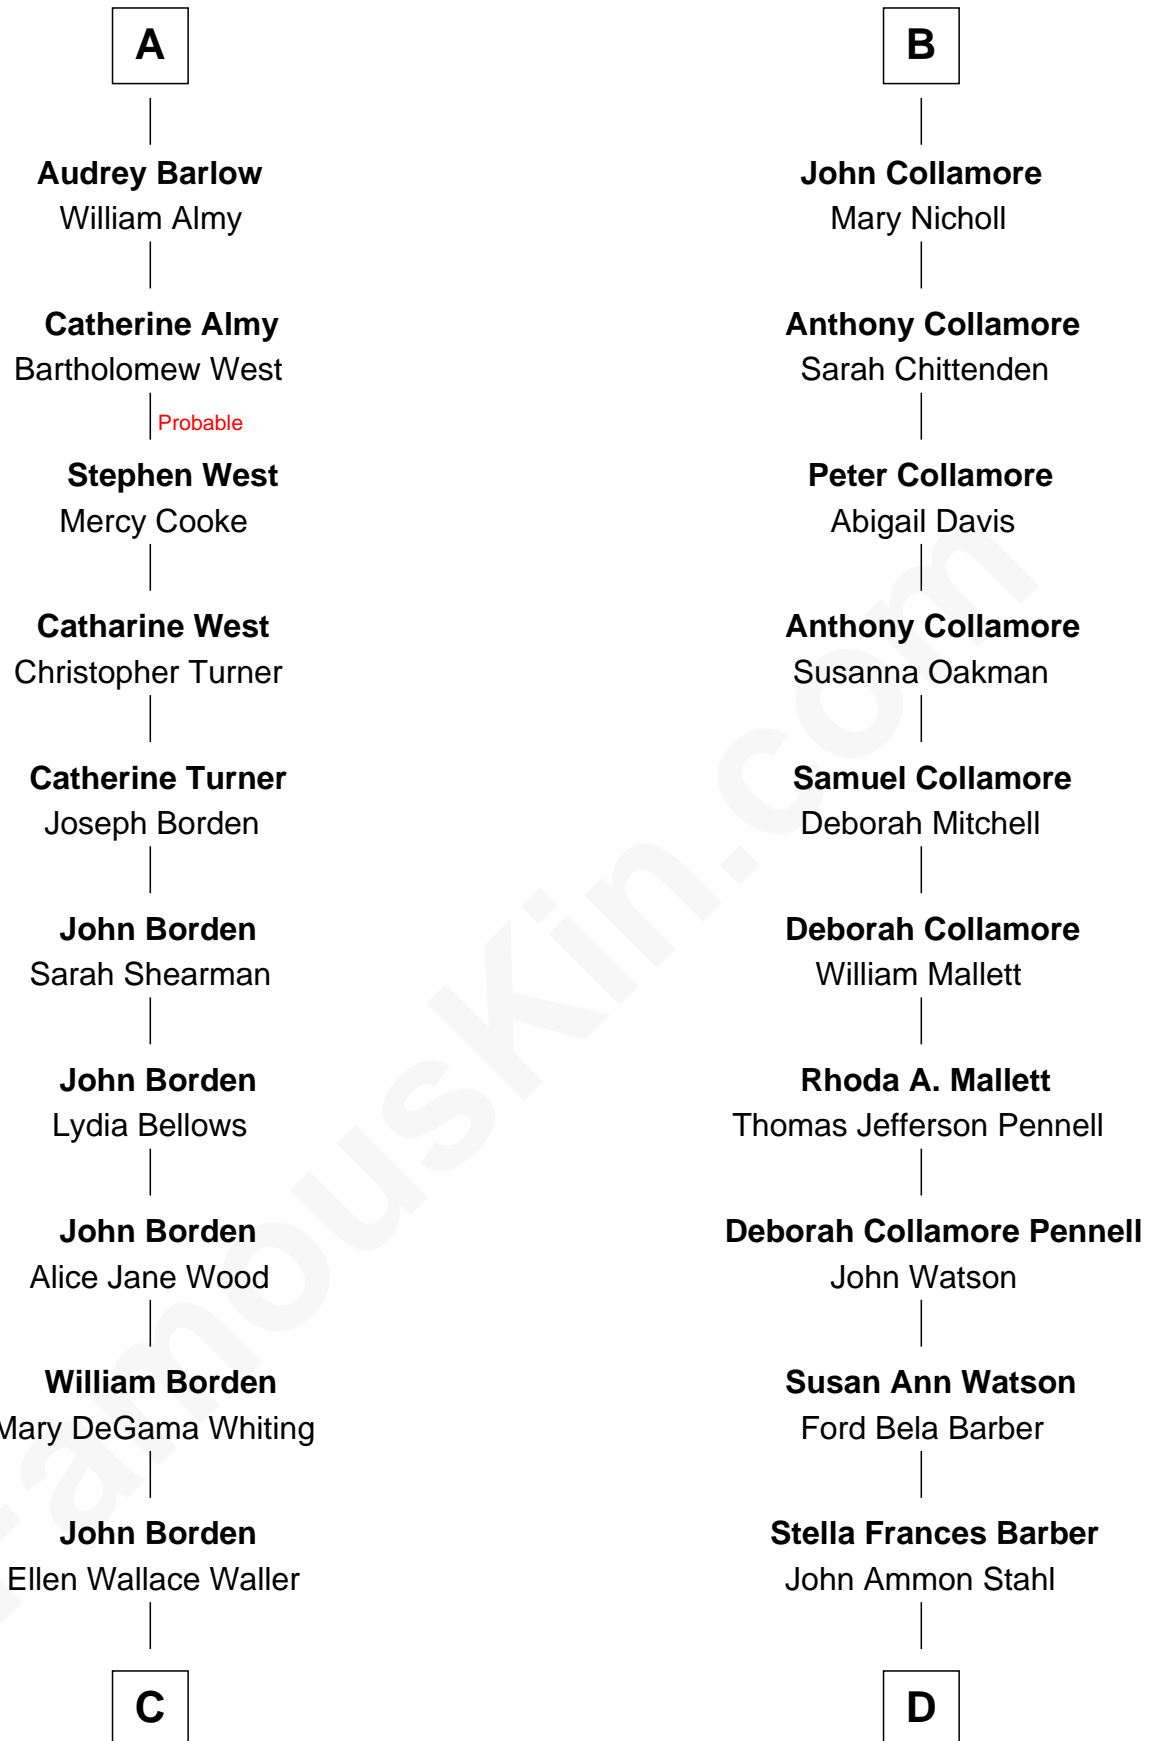 A
Audrey Barlow
William Almy
Catherine Almy
Bartholomew West
Probable
Stephen West
Mercy Cooke
Catharine West
Christopher Turner
Catherine Turner
Joseph Borden
John Borden
Sarah Shearman
John Borden
Lydia Bellows
John Borden
Alice Jane Wood
William Borden
Mary DeGama Whiting
John Borden
Ellen Wallace Waller
C
B
John Collamore
Mary Nicholl
Anthony Collamore
Sarah Chittenden
Peter Collamore
Abigail Davis
Anthony Collamore
Susanna Oakman
Samuel Collamore
Deborah Mitchell
Deborah Collamore
William Mallett
Rhoda A. Mallett
Thomas Jefferson Pennell
Deborah Collamore Pennell
John Watson
Susan Ann Watson
Ford Bela Barber
Stella Frances Barber
John Ammon Stahl
D
FamousKin.com